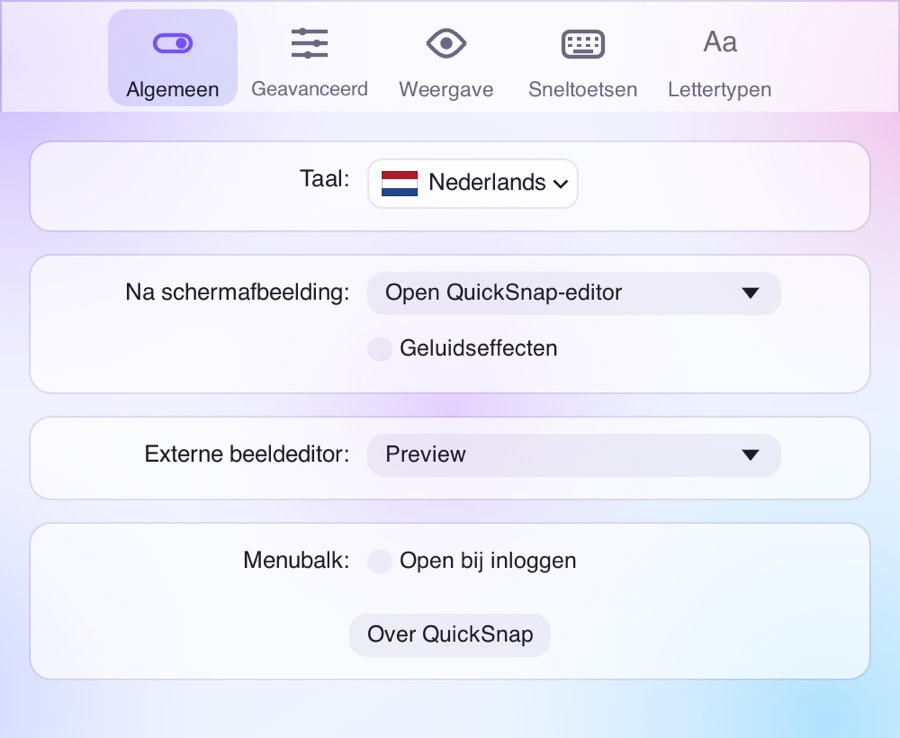 Aa
Algemeen Geavanceerd Weergave Sneltoetsen Lettertypen
Taal: Nederlands
Na schermafbeelding: Open QuickSnap-editor
Geluidseffecten
Externe beeldeditor: Preview
Menubalk: Open bij inloggen
Over QuickSnap